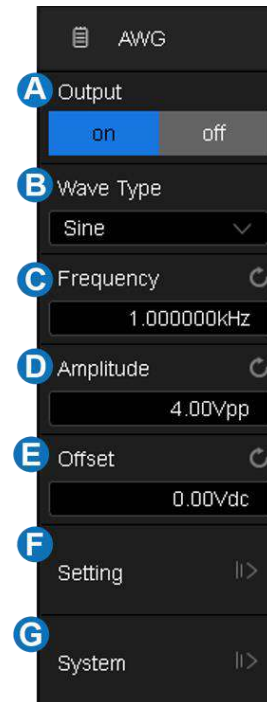 AWG
A Output
on off
B Wave Type
Sine
C Frequency
1.000000kHz
D Amplitude
4.00Vpp
E Offset
0.00Vdc
F
Setting
G
System